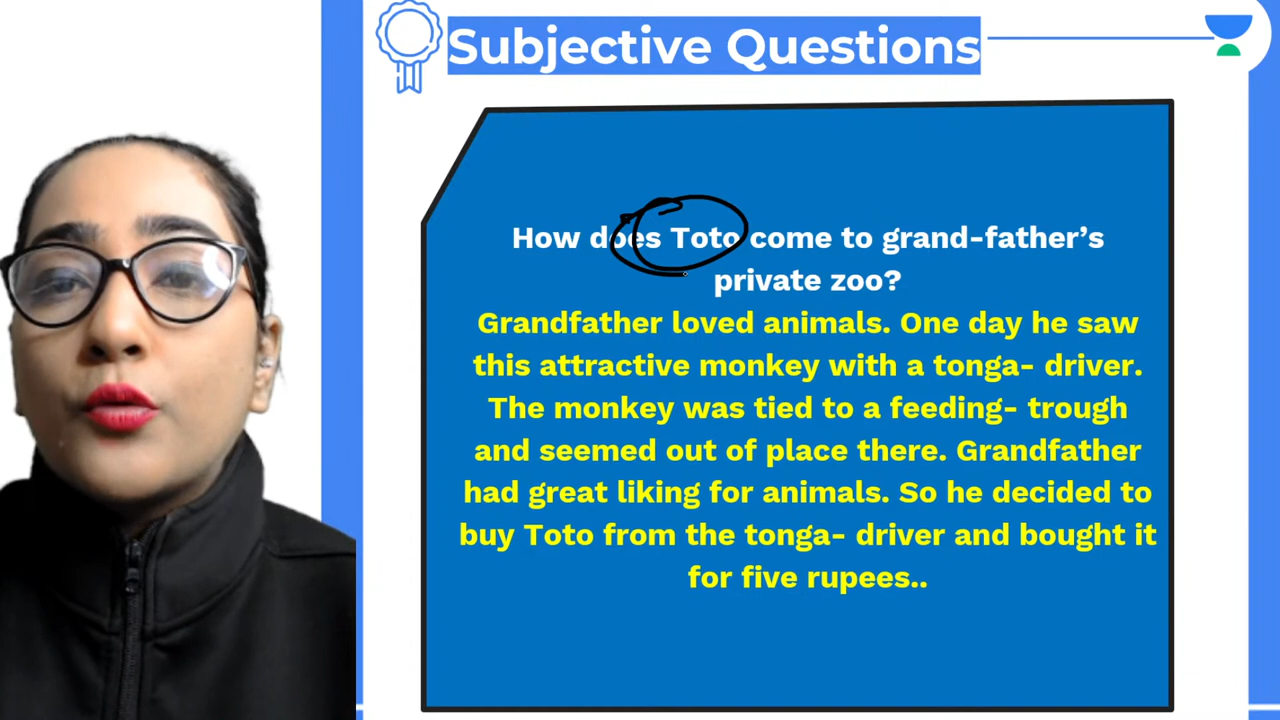 Subjective Questions
How does Toto come to grand-father’s
private zoo?
Grandfather loved animals. One day he saw
this attractive monkey with a tonga- driver.
The monkey was tied to a feeding- trough
and seemed out of place there. Grandfather
had great liking for animals. So he decided to
buy Toto from the tonga- driver and bought it
for five rupees..